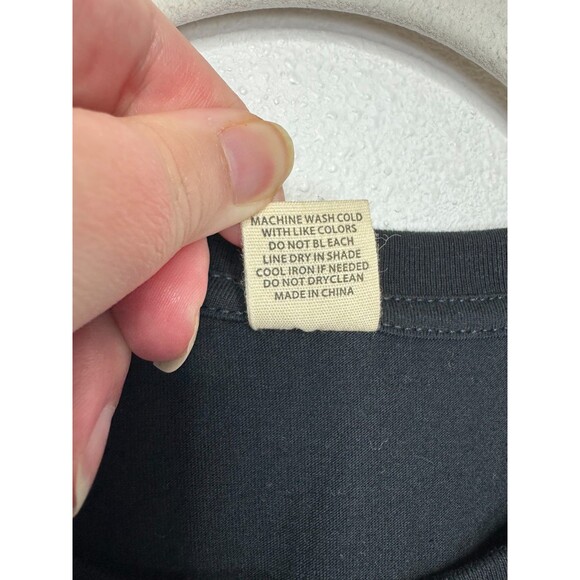 MACHINE WASH COLD
WITH LIKE COLORS
DO NOT BLEACH
LINE DRY IN SHADE
COOL IRON IF NEEDED
DO NOT DRYCLEAN
MADE IN CHINA